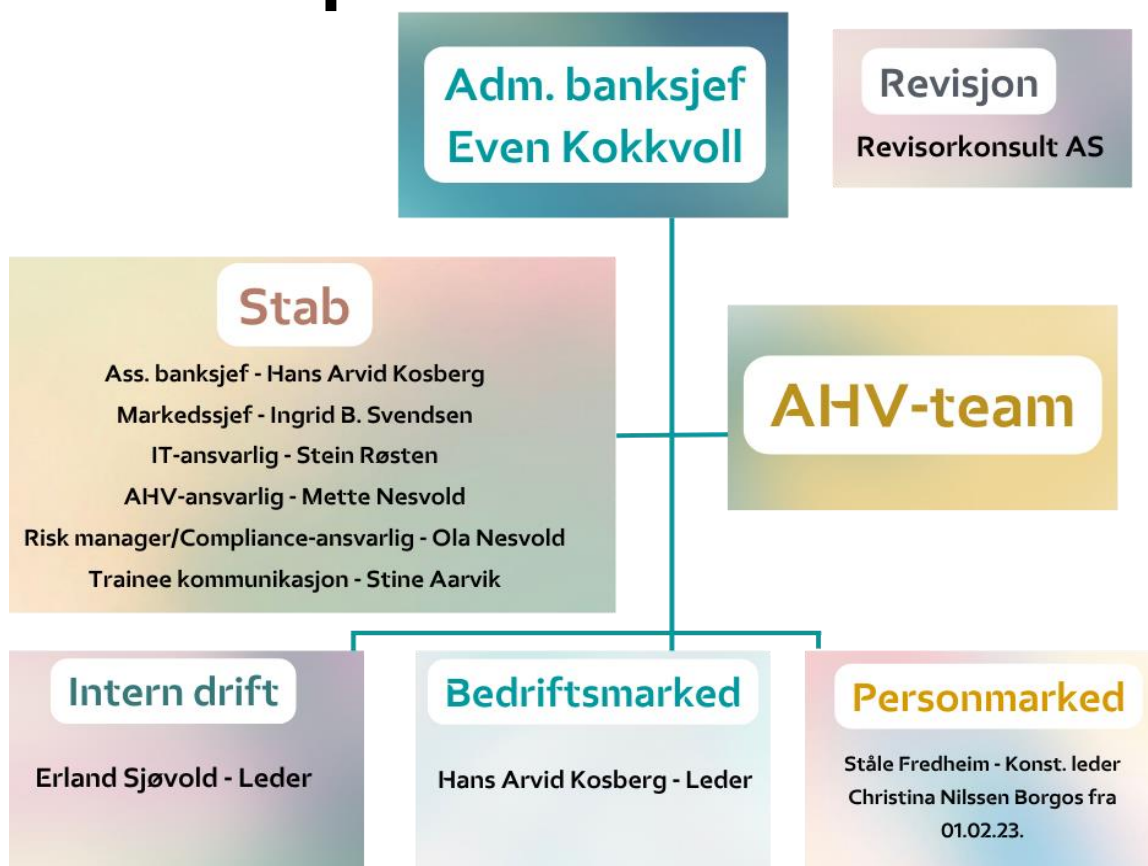 Adm. banksjef
Even Kokkvoll
Revisjon
Revisorkonsult AS
Stab
Ass. banksjef - Hans Arvid Kosberg
Markedssjef - Ingrid B. Svendsen
IT-ansvarlig - Stein Røsten
AHV-ansvarlig - Mette Nesvold
Risk manager/Compliance-ansvarlig - Ola Nesvold
Trainee kommunikasjon - Stine Aarvik
AHV-team
Intern drift
Erland Sjøvold - Leder
Bedriftsmarked
Hans Arvid Kosberg - Leder
Personmarked
Ståle Fredheim - Konst. leder
Christina Nilssen Borgos fra
01.02.23.